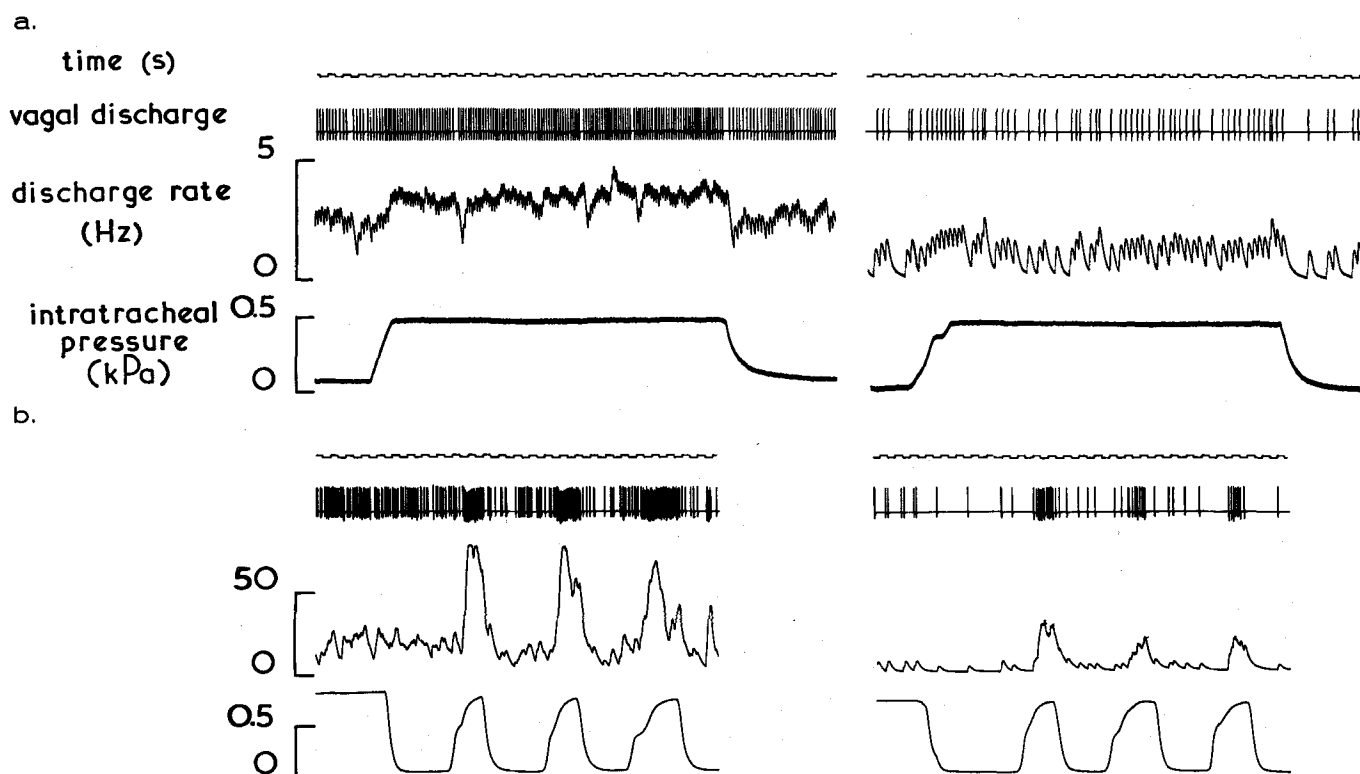 a.
time (s)
vagal discharge
5
discharge rate
(Hz)
0
intratracheal 0.5
pressure
(kPa)
0
b.
50
0
0.5
0